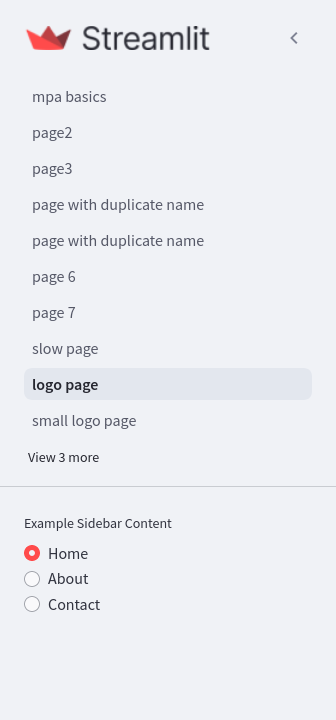 Streamlit
mpa basics
page2
page3
page with duplicate name
page with duplicate name
page 6
page 7
slow page
logo page
small logo page
View 3 more
Example Sidebar Content
Home
About
Contact